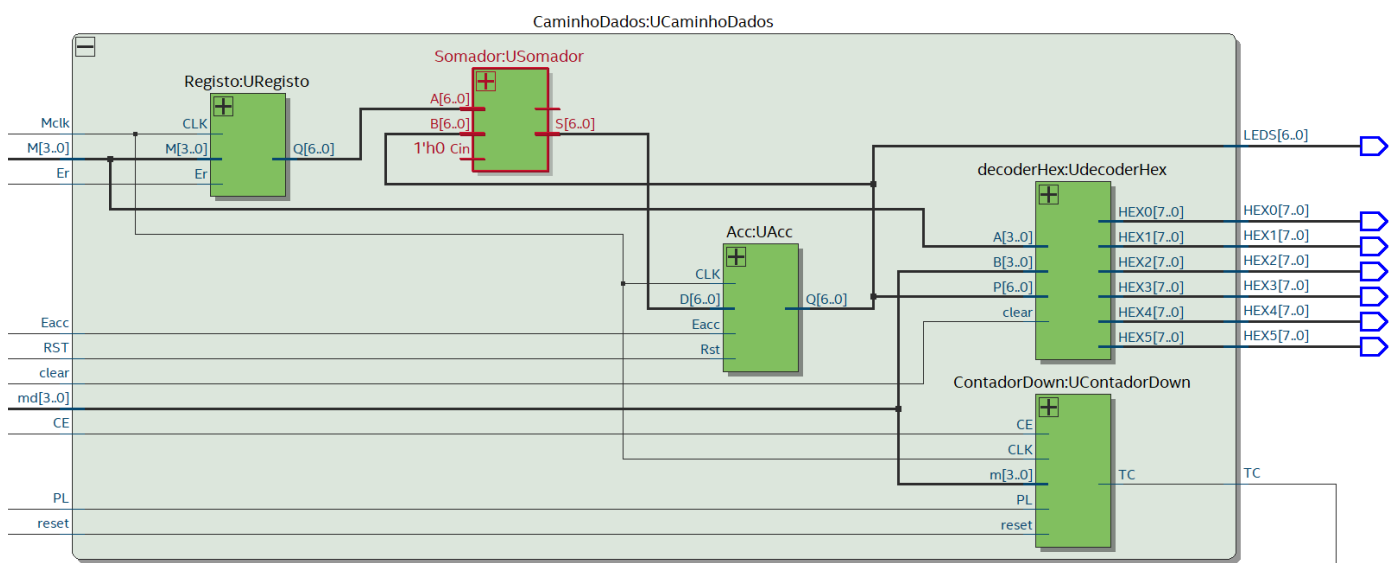 CaminhoDados:UCaminhoDados
Somador:USomador
Registo:URegisto
A[6..0]
B[6..0]
S[6..0]
1'h0 Cin
Mclk
CLK
M[3..0]
M[3..0]
Q[6..0]
Er
Er
LEDS[6..0]
decoderHex:UdecoderHex
HEX0[7..0]
HEX0[7..0]
A[3..0]
HEX1[7..0]
HEX1[7..0]
B[3..0]
HEX2[7..0]
HEX2[7..0]
P[6..0]
HEX3[7..0]
HEX3[7..0]
clear
HEX4[7..0]
HEX4[7..0]
HEX5[7..0]
HEX5[7..0]
Acc:UAcc
CLK
D[6..0]
Q[6..0]
Eacc
Eacc
RST
Rst
clear
md[3..0]
CE
ContadorDown:UContadorDown
CE
CLK
m[3..0]
TC
TC
PL
PL
reset
reset